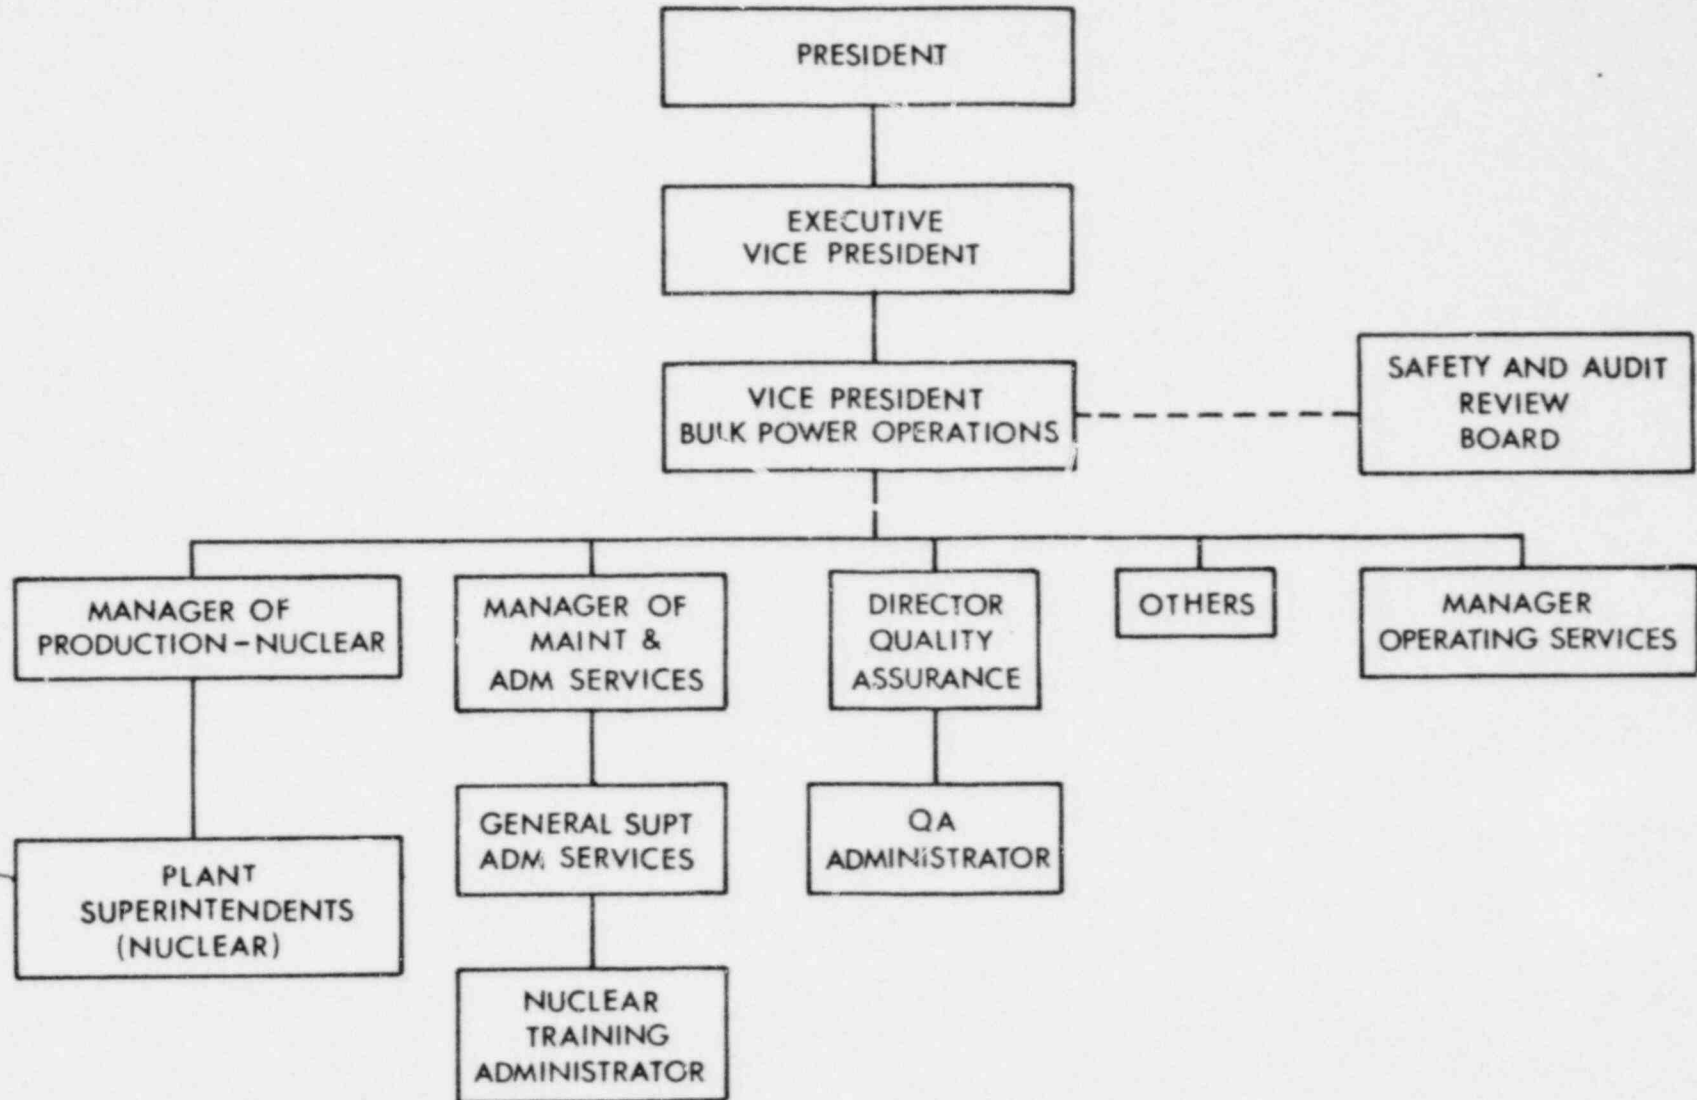 PRESIDENT
EXECUTIVE
VICE PRESIDENT
VICE PRESIDENT
BULK POWER OPERATIONS
SAFETY AND AUDIT
REVIEW
BOARD
MANAGER OF
PRODUCTION-NUCLEAR
MANAGER OF
MAINT &
ADM SERVICES
DIRECTOR
QUALITY
ASSURANCE
OTHERS
MANAGER
OPERATING SERVICES
PLANT
SUPERINTENDENTS
(NUCLEAR)
GENERAL SUPT
ADM SERVICES
QA
ADMINISTRATOR
NUCLEAR
TRAINING
ADMINISTRATOR